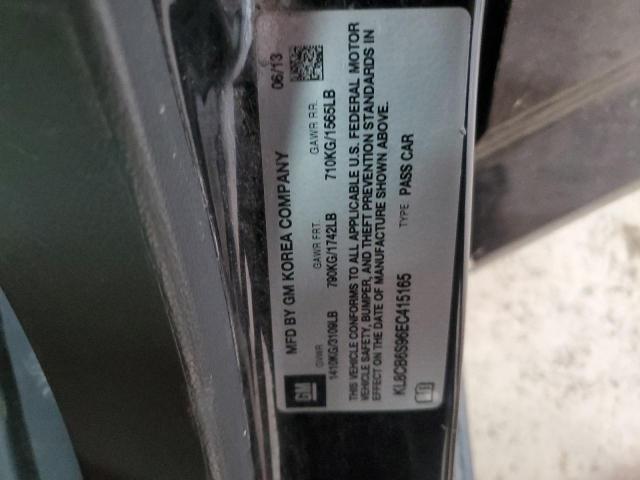 GM MFD BY GM KOREA COMPANY 06/13
GVWR GAWR FRT. GAWR RR.
1410KG/3109LB 790KG/1742LB 710KG/1565LB
THIS VEHICLE CONFORMS TO ALL APPLICABLE U.S. FEDERAL MOTOR
VEHICLE SAFETY, BUMPER, AND THEFT PREVENTION STANDARDS IN
EFFECT ON THE DATE OF MANUFACTURE SHOWN ABOVE.
KL8CB6S96EC415165 TYPE PASS CAR